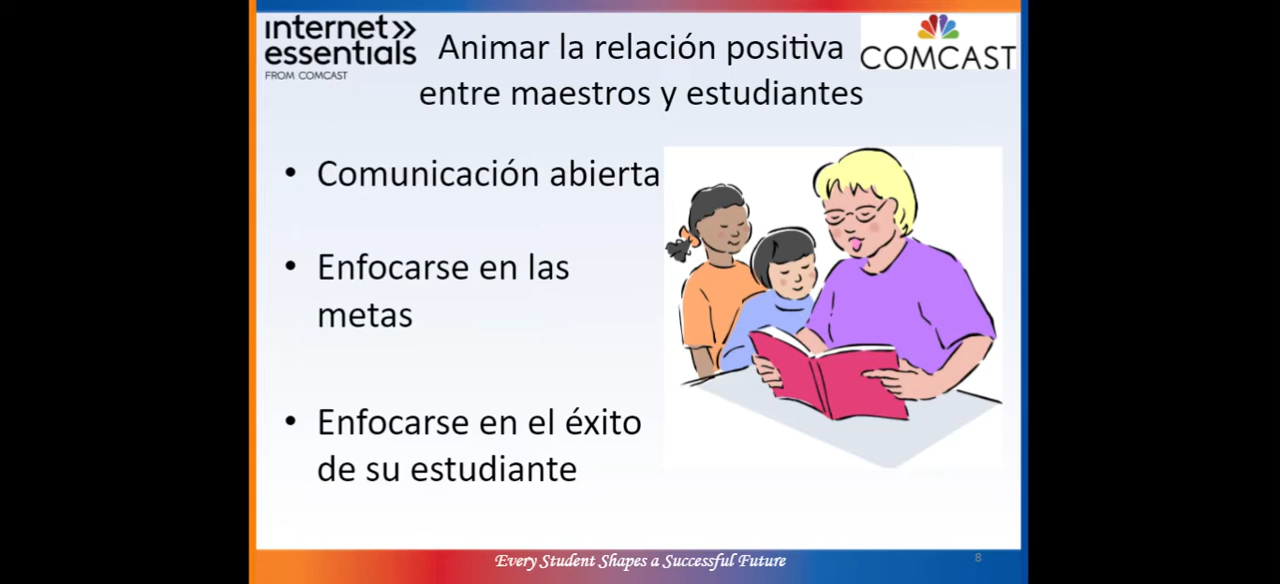 internet»
essentials
FROM COMCAST
Animar la relación positiva
entre maestros y estudiantes
COMCAST
• Comunicación abierta
• Enfocarse en las
metas
• Enfocarse en el éxito
de su estudiante
Every Student Shapes a Successful Future
8